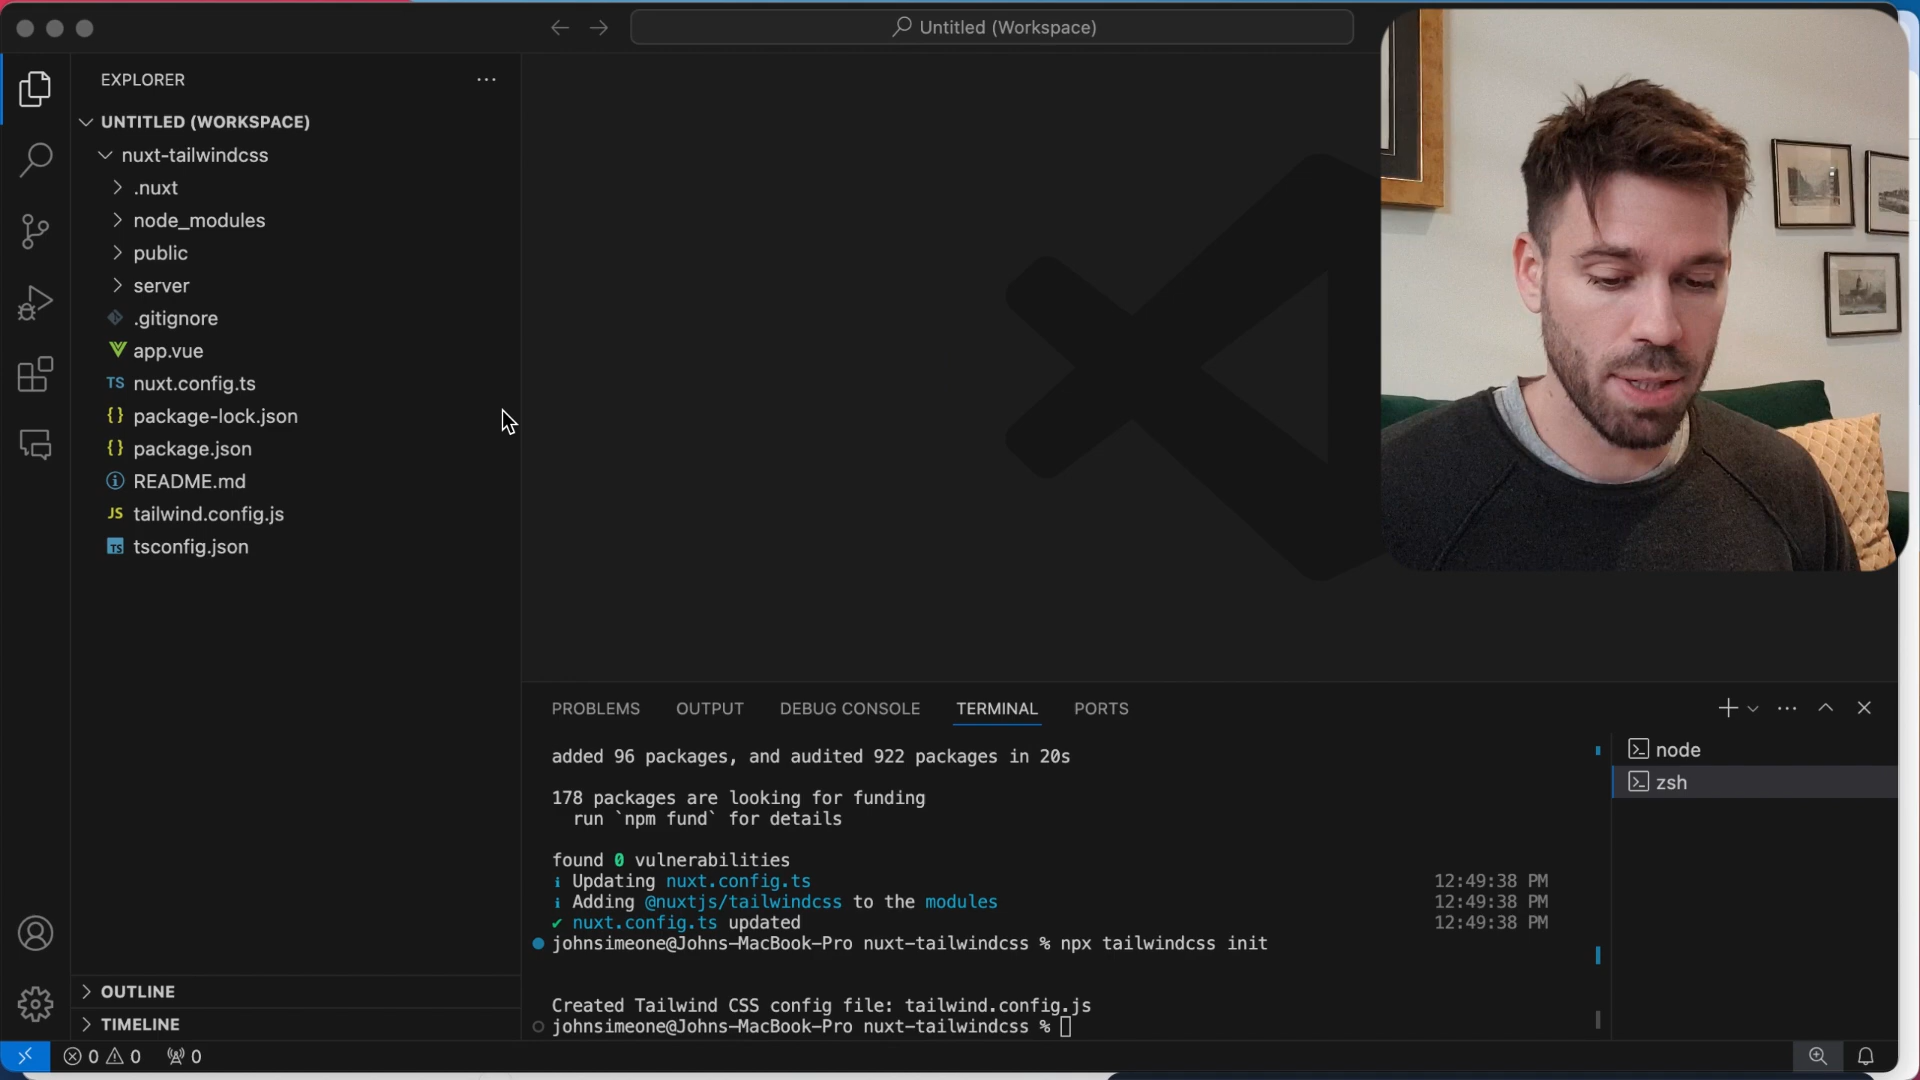 Untitled (Workspace)
EXPLORER
UNTITLED (WORKSPACE)
nuxt-tailwindcss
.nuxt
node_modules
public
server
.gitignore
app.vue
TS nuxt.config.ts
{} package-lock.json
{} package.json
README.md
JS tailwind.config.js
TS tsconfig.json
OUTLINE
TIMELINE
PROBLEMS OUTPUT DEBUG CONSOLE TERMINAL PORTS
added 96 packages, and audited 922 packages in 20s
178 packages are looking for funding
run `npm fund` for details
found 0 vulnerabilities
ℹ Updating nuxt.config.ts 12:49:38 PM
ℹ Adding @nuxtjs/tailwindcss to the modules 12:49:38 PM
✔ nuxt.config.ts updated 12:49:38 PM
johnsimeone@Johns-MacBook-Pro nuxt-tailwindcss % npx tailwindcss init
Created Tailwind CSS config file: tailwind.config.js
johnsimeone@Johns-MacBook-Pro nuxt-tailwindcss %
node
zsh
0 0 0